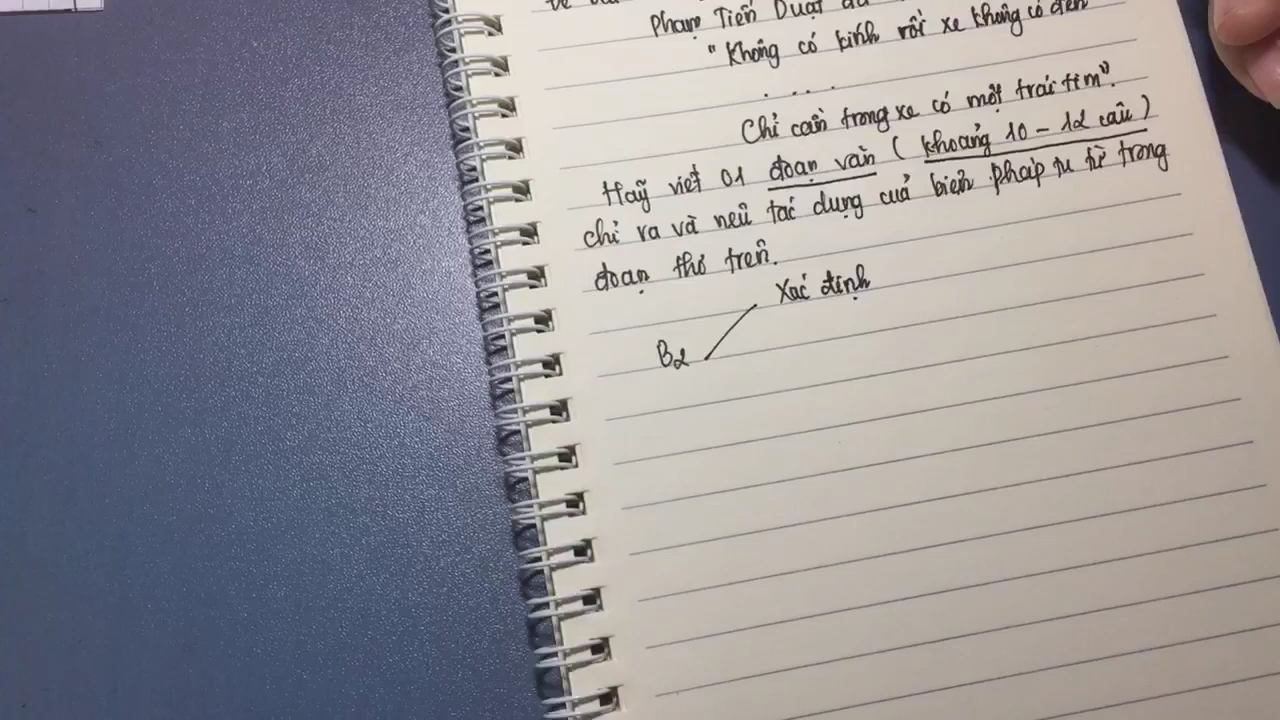 Phạm Tiến Duật
"Không có kính rồi xe không có đèn
. . . .
Chỉ cần trong xe có một trái tim".
Hãy viết 01 đoạn văn ( khoảng 10 - 12 câu )
chỉ ra và nêu tác dụng của biện pháp tu từ trong
đoạn thơ trên.
Xác định
B2